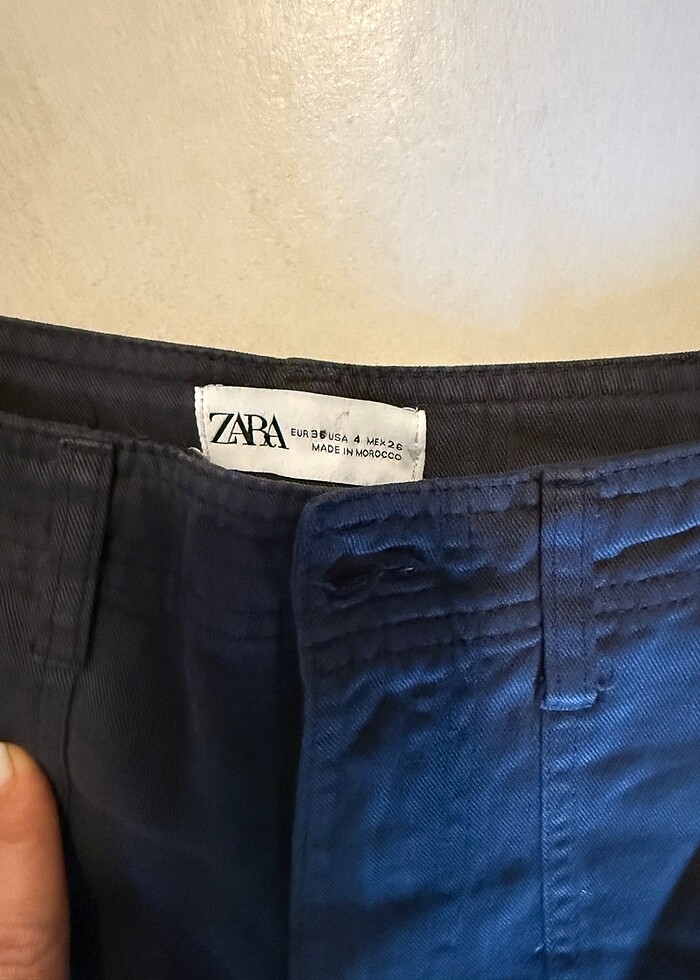 ZARA
EUR 36 USA 4 MEX 26
MADE IN MOROCCO